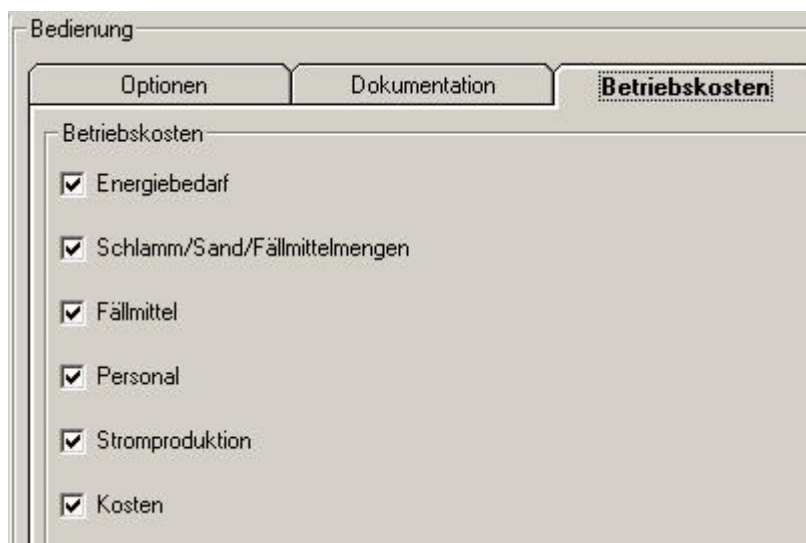 Bedienung
Optionen Dokumentation Betriebskosten
Betriebskosten
Energiebedarf
Schlamm/Sand/Fällmittelmengen
Fällmittel
Personal
Stromproduktion
Kosten